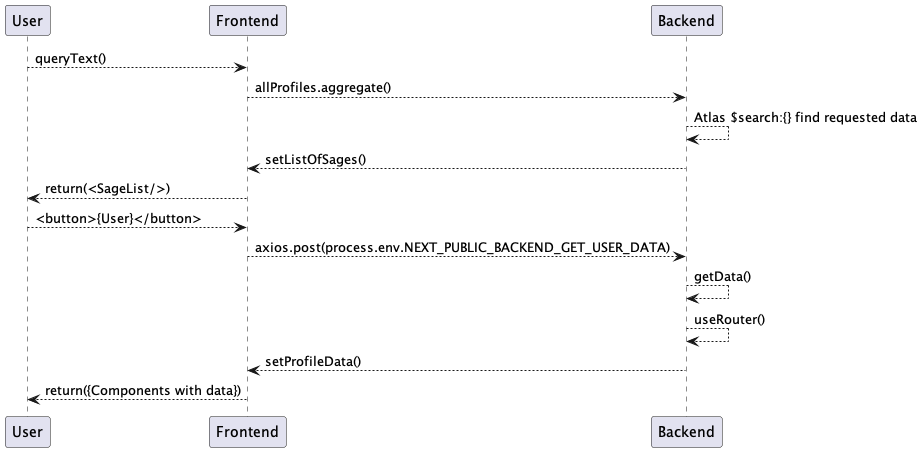 User Frontend Backend
queryText()
allProfiles.aggregate()
Atlas $search:{} find requested data
setListOfSages()
return(<SageList/>)
<button>{User}</button>
axios.post(process.env.NEXT_PUBLIC_BACKEND_GET_USER_DATA)
getData()
useRouter()
setProfileData()
return({Components with data})
User Frontend Backend